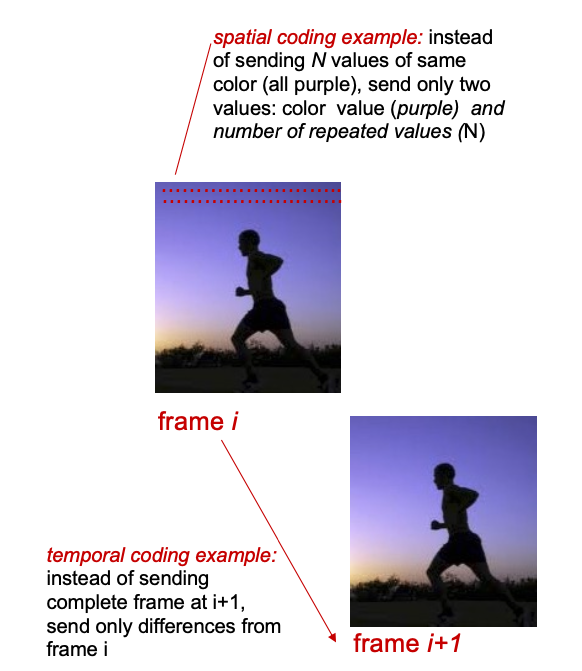 spatial coding example: instead
of sending N values of same
color (all purple), send only two
values: color value (purple) and
number of repeated values (N)
frame i
temporal coding example:
instead of sending
complete frame at i+1,
send only differences from
frame i
frame i+1